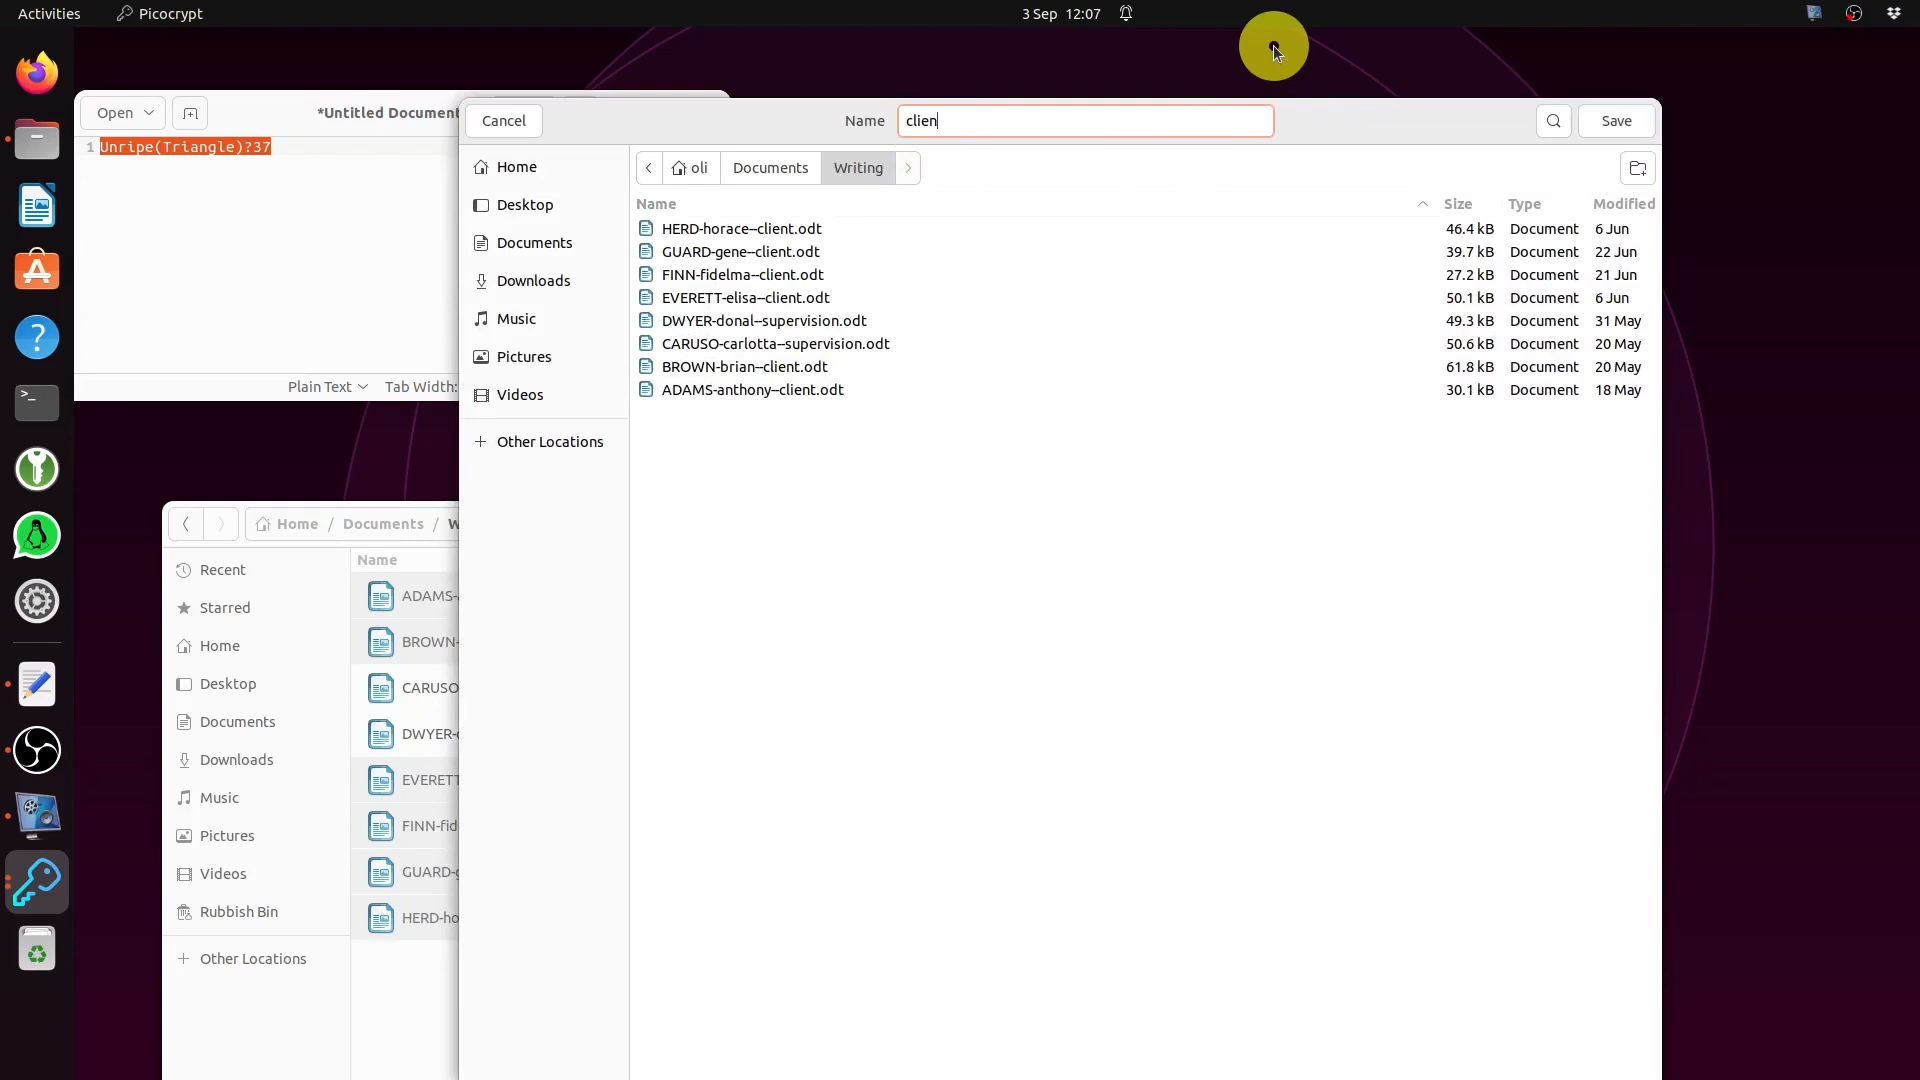 Activities
Picocrypt
3 Sep 12:07
Open
*Untitled Document
1 Unripe(Triangle)?37
Plain Text
Tab Width:
Cancel
Name
clien
Save
Home
Desktop
Documents
Downloads
Music
Pictures
Videos
Other Locations
oli
Documents
Writing
Name Size Type Modified
HERD-horace--client.odt 46.4 kB Document 6 Jun
GUARD-gene--client.odt 39.7 kB Document 22 Jun
FINN-fidelma--client.odt 27.2 kB Document 21 Jun
EVERETT-elisa--client.odt 50.1 kB Document 6 Jun
DWYER-donal--supervision.odt 49.3 kB Document 31 May
CARUSO-carlotta--supervision.odt 50.6 kB Document 20 May
BROWN-brian--client.odt 61.8 kB Document 20 May
ADAMS-anthony--client.odt 30.1 kB Document 18 May
Home / Documents / W
Recent
Starred
Home
Desktop
Documents
Downloads
Music
Pictures
Videos
Rubbish Bin
Other Locations
Name
ADAMS-
BROWN-
CARUSO
DWYER-
EVERETT
FINN-fid
GUARD-g
HERD-ho